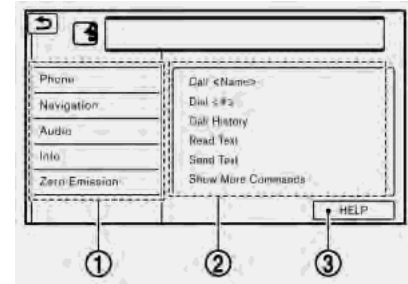 Phone
Navigation
Audio
Info
Zero Emission
Call <Name>
Dial <#>
Call History
Read Text
Send Text
Show More Commands
HELP
1
2
3